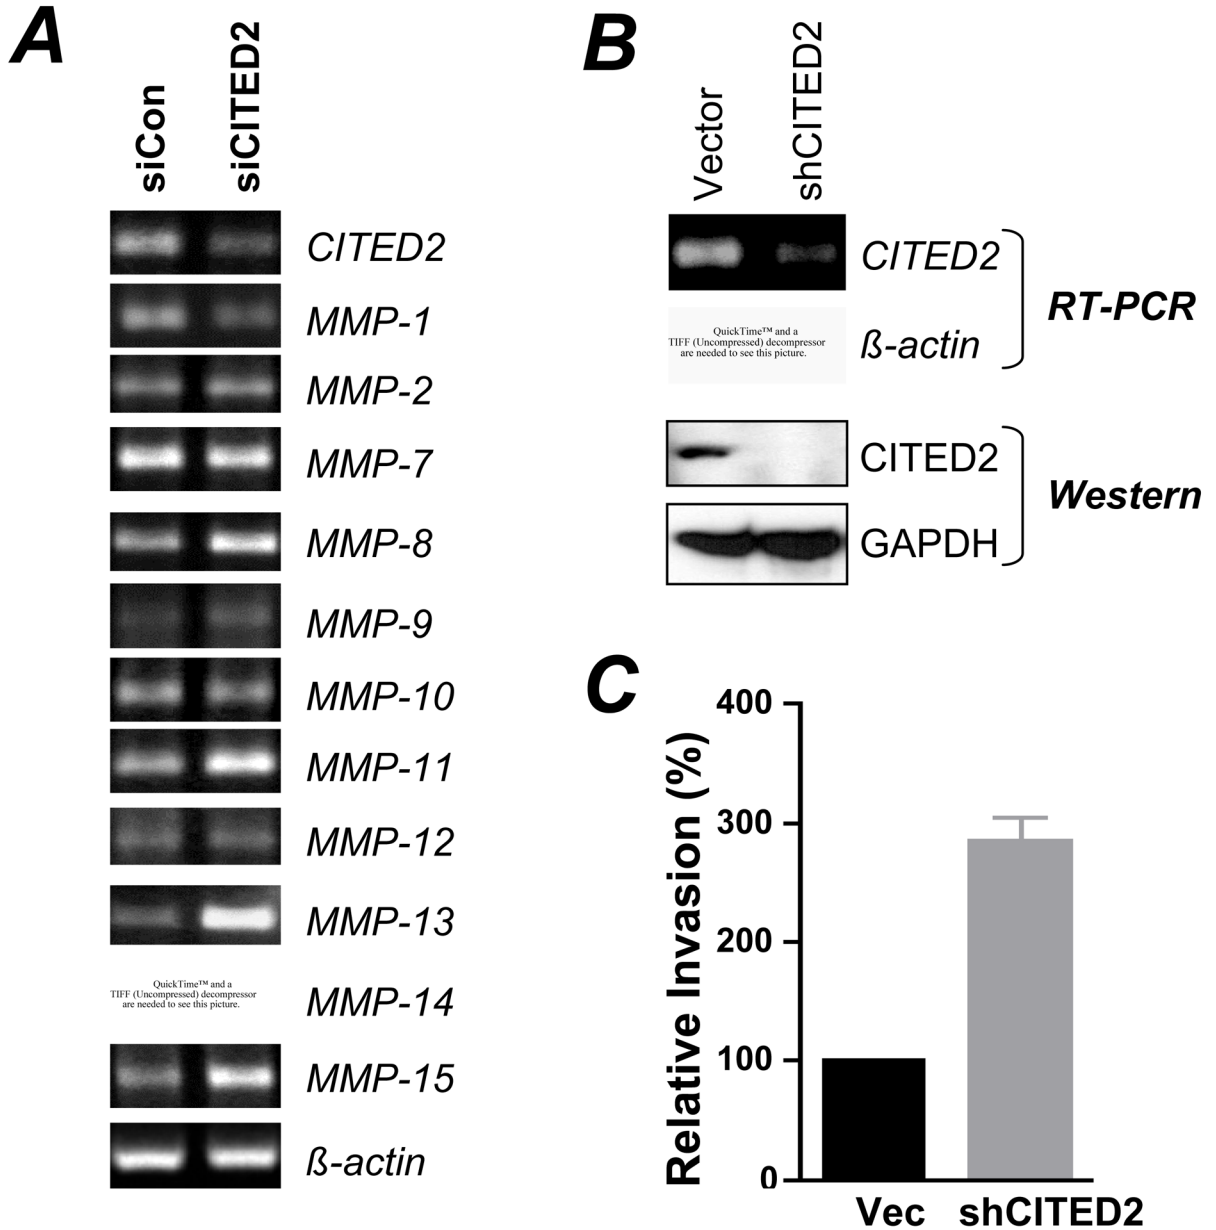 A
siCon
siCITED2
CITED2
MMP-1
MMP-2
MMP-7
MMP-8
MMP-9
MMP-10
MMP-11
MMP-12
MMP-13
QuickTime™ and a
TIFF (Uncompressed) decompressor
are needed to see this picture.
MMP-14
MMP-15
ß-actin
B
Vector
shCITED2
CITED2
QuickTime™ and a
TIFF (Uncompressed) decompressor
are needed to see this picture.
ß-actin
RT-PCR
CITED2
GAPDH
Western
C
Relative Invasion (%)
400
300
200
100
0
Vec
shCITED2